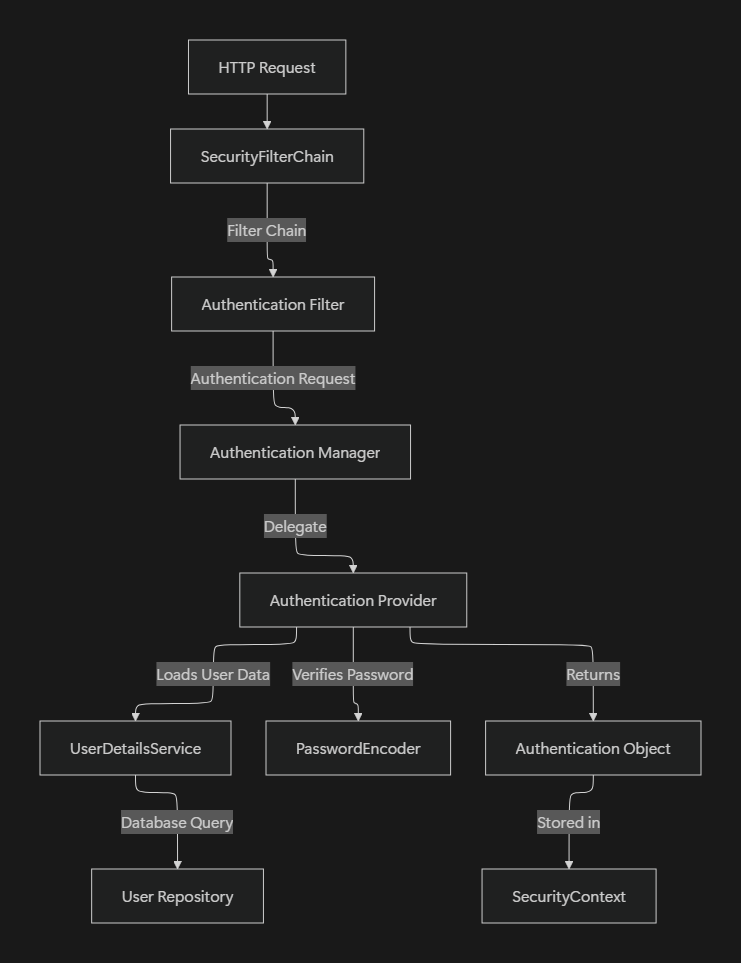 HTTP Request
SecurityFilterChain
Filter Chain
Authentication Filter
Authentication Request
Authentication Manager
Delegate
Authentication Provider
Loads User Data
Verifies Password
Returns
UserDetailsService
PasswordEncoder
Authentication Object
Database Query
Stored in
User Repository
SecurityContext